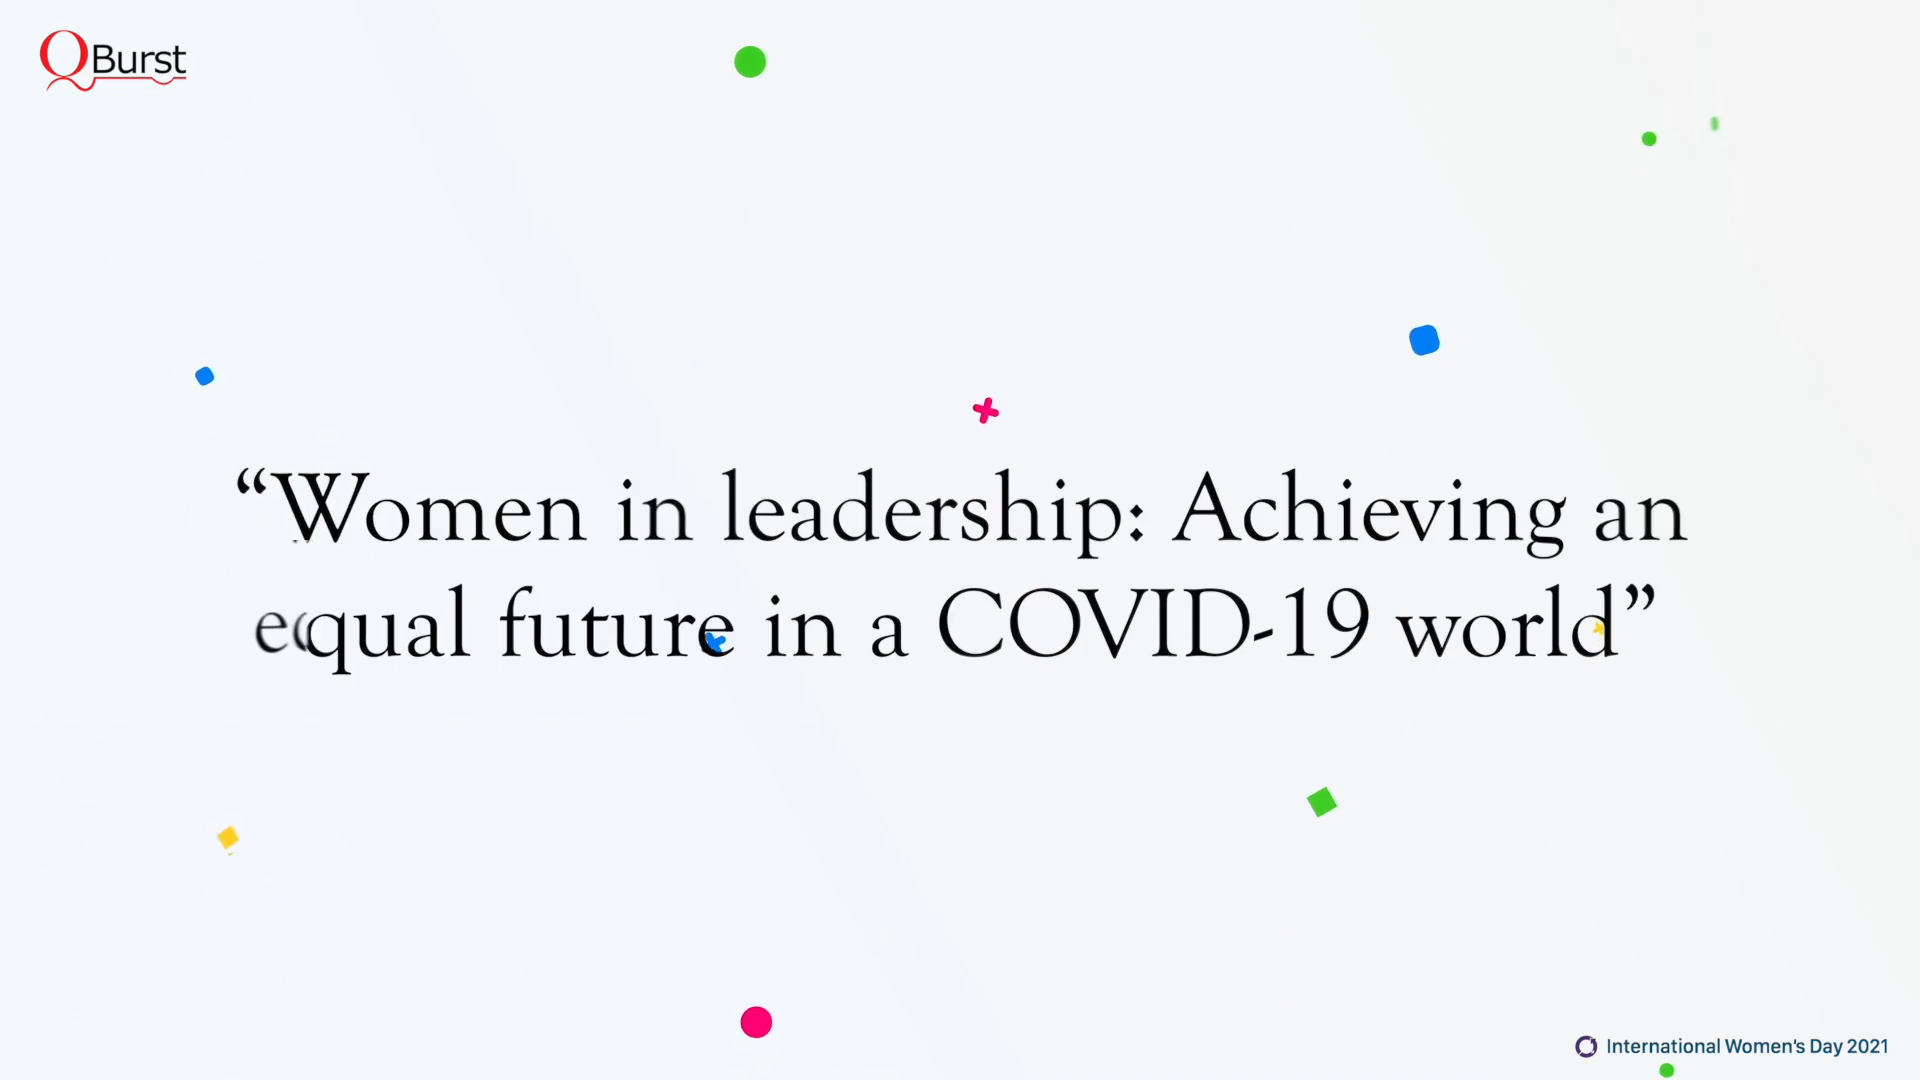 QBurst
“Women in leadership: Achieving an
equal future in a COVID-19 world”
International Women's Day 2021